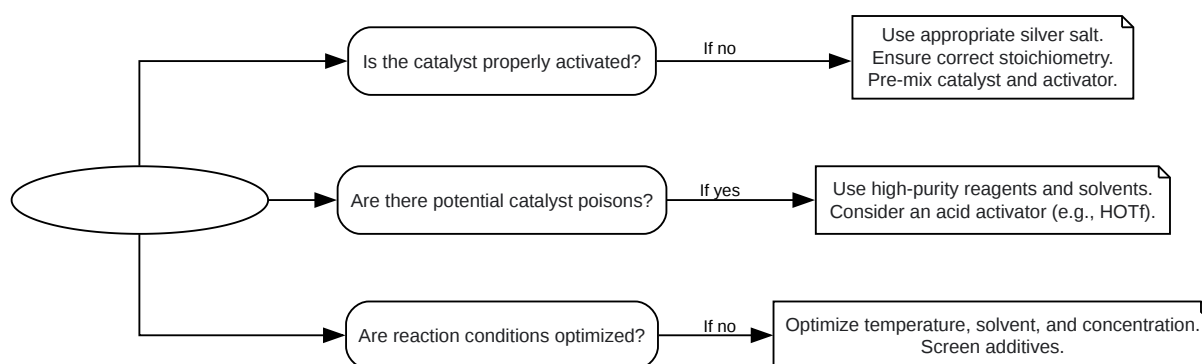 Is the catalyst properly activated?
If no
Use appropriate silver salt.
Ensure correct stoichiometry.
Pre-mix catalyst and activator.
Are there potential catalyst poisons?
If yes
Use high-purity reagents and solvents.
Consider an acid activator (e.g., HOTf).
Are reaction conditions optimized?
If no
Optimize temperature, solvent, and concentration.
Screen additives.